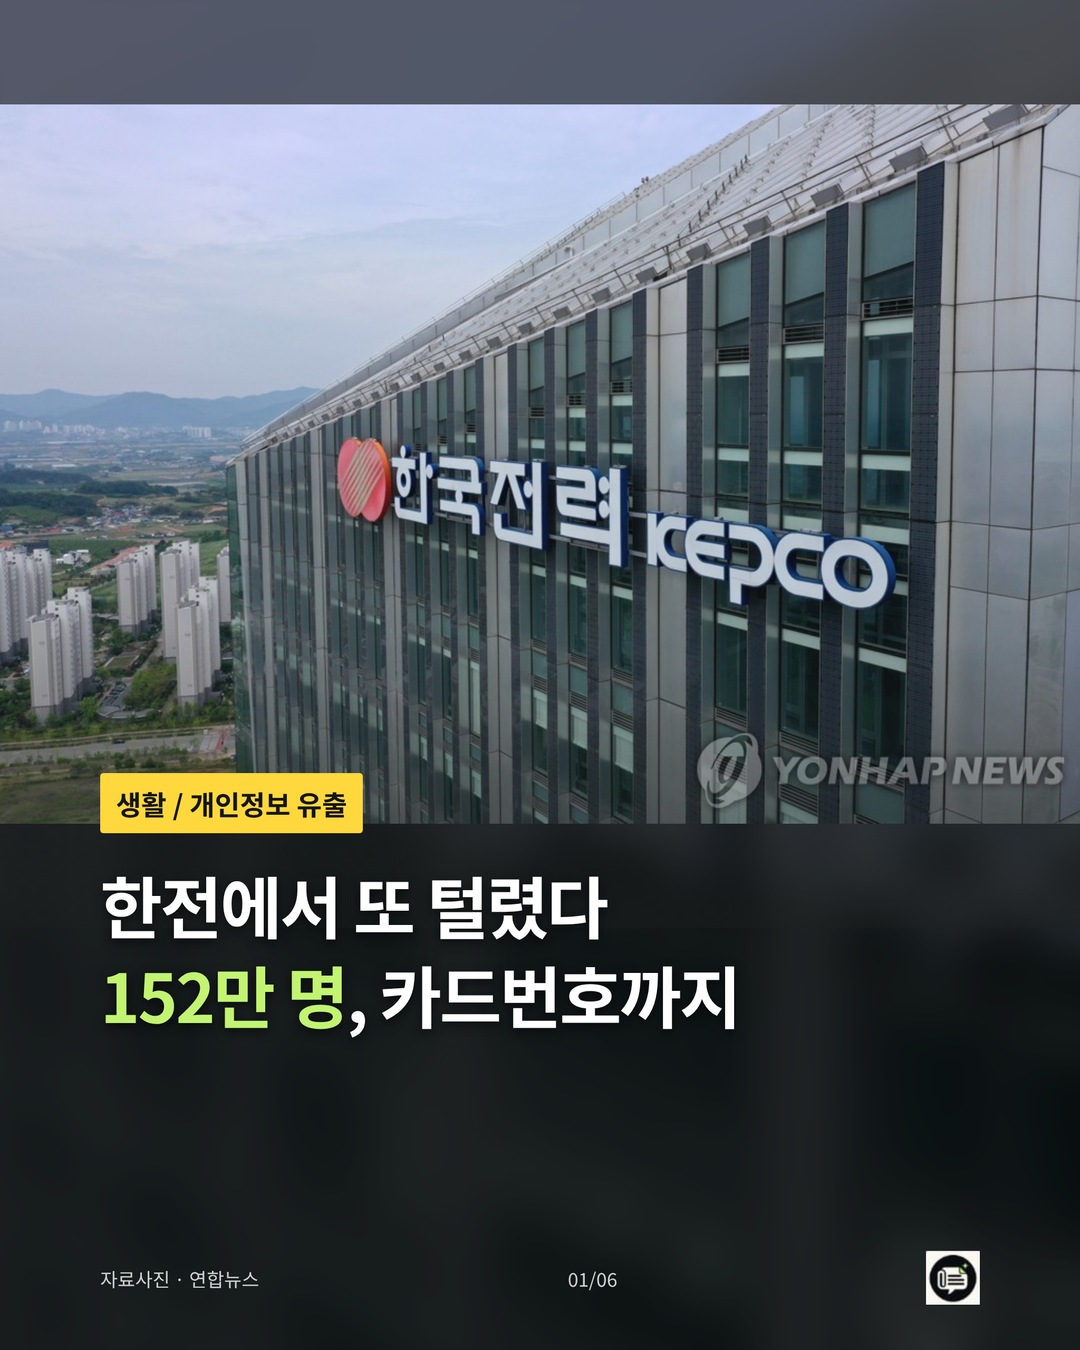 한국전력 KEPCO
YONHAP NEWS
생활 / 개인정보 유출
한전에서 또 털렸다
152만 명, 카드번호까지
자료사진 · 연합뉴스
01/06